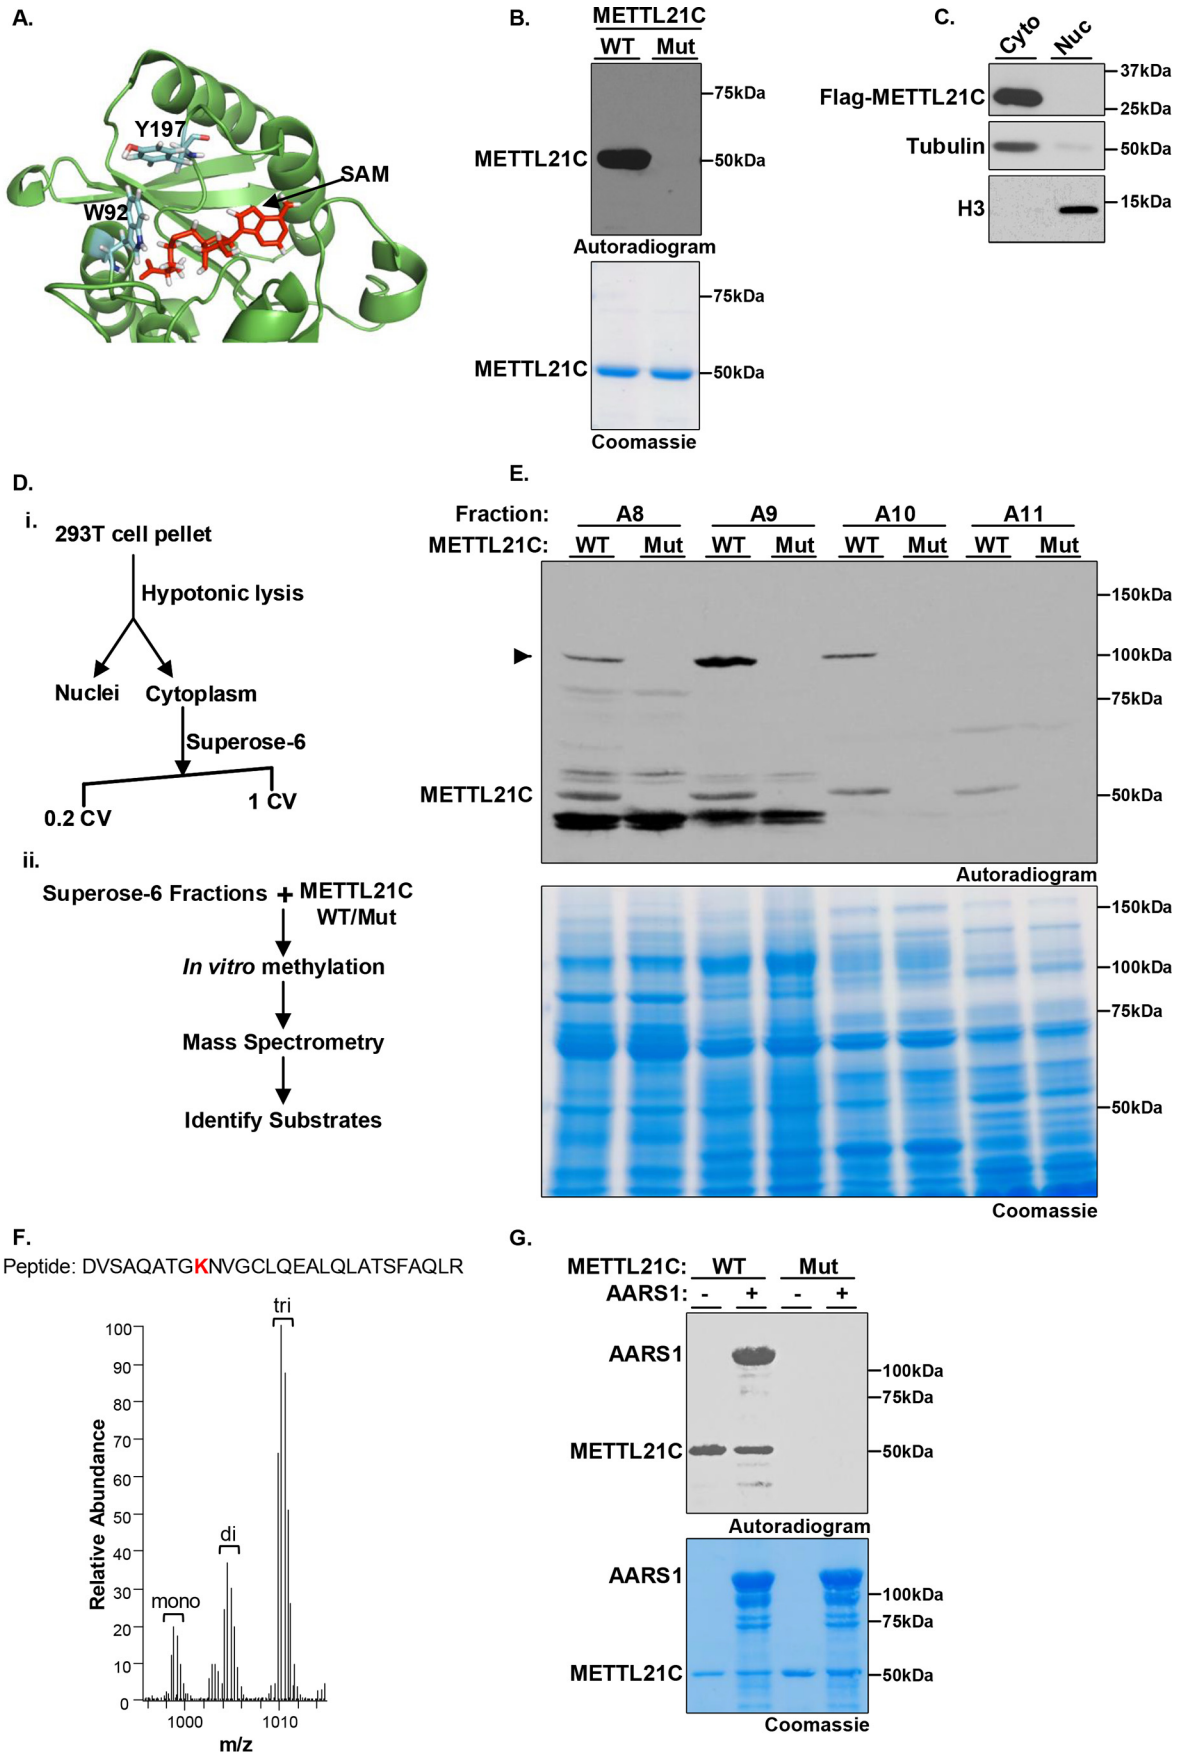 A.
Y197
SAM
W92
B.
METTL21C
WT Mut
75kDa
METTL21C
50kDa
Autoradiogram
75kDa
METTL21C
50kDa
Coomassie
C.
Cyto Nuc
37kDa
Flag-METTL21C
25kDa
Tubulin
50kDa
H3
15kDa
D.
i.
293T cell pellet
Hypotonic lysis
Nuclei Cytoplasm
Superose-6
0.2 CV
1 CV
ii.
Superose-6 Fractions + METTL21C
WT/Mut
In vitro methylation
Mass Spectrometry
Identify Substrates
E.
Fraction: A8 A9 A10 A11
METTL21C: WT Mut WT Mut WT Mut WT Mut
150kDa
100kDa
75kDa
METTL21C
50kDa
Autoradiogram
150kDa
100kDa
75kDa
50kDa
Coomassie
F.
Peptide: DVSAQATGKNVGCLQEALQLATSFAQLR
tri
di
mono
Relative Abundance
100
90
80
70
60
50
40
30
20
10
0
1000 1010
m/z
G.
METTL21C: WT Mut
AARS1: - + - +
AARS1
100kDa
75kDa
METTL21C
50kDa
Autoradiogram
AARS1
100kDa
75kDa
METTL21C
50kDa
Coomassie